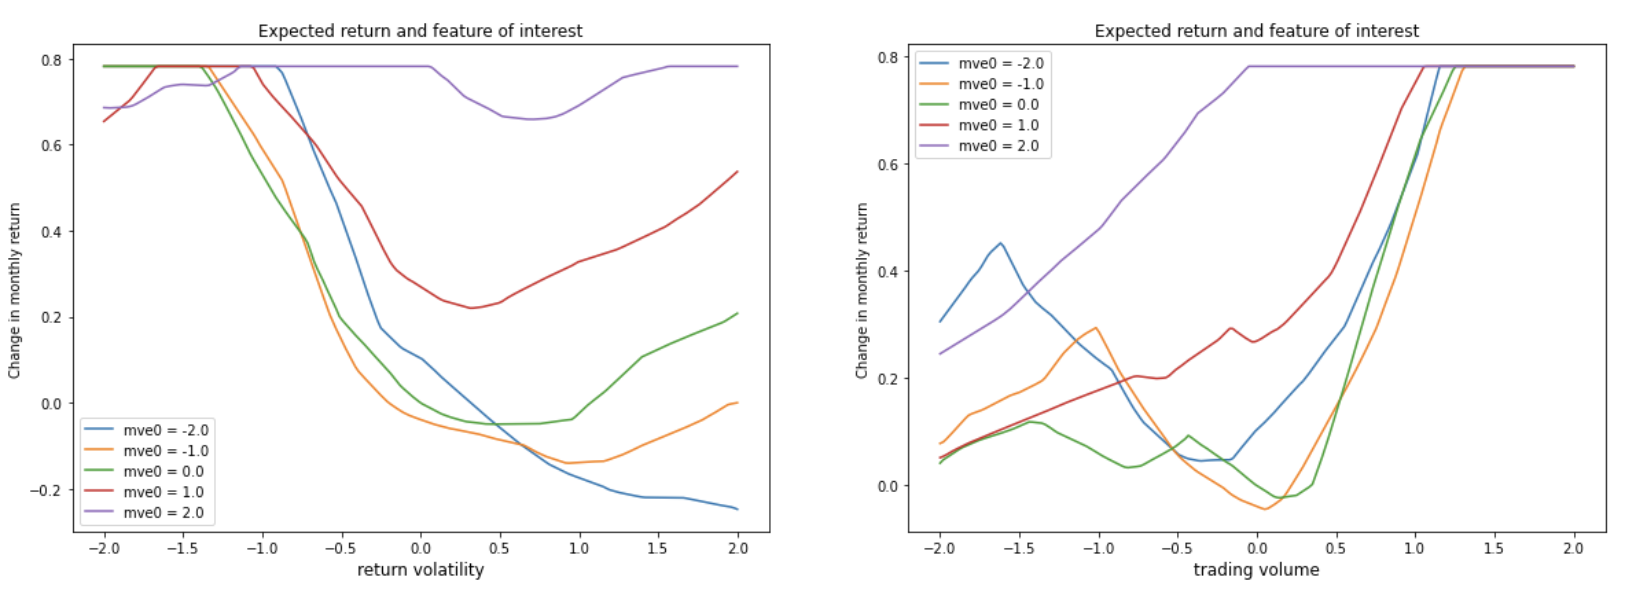 Expected return and feature of interest
Change in monthly return
0.8
0.6
0.4
0.2
0.0
−0.2
mve0 = -2.0
mve0 = -1.0
mve0 = 0.0
mve0 = 1.0
mve0 = 2.0
−2.0 −1.5 −1.0 −0.5 0.0 0.5 1.0 1.5 2.0
return volatility
Expected return and feature of interest
Change in monthly return
0.8
0.6
0.4
0.2
0.0
mve0 = -2.0
mve0 = -1.0
mve0 = 0.0
mve0 = 1.0
mve0 = 2.0
−2.0 −1.5 −1.0 −0.5 0.0 0.5 1.0 1.5 2.0
trading volume